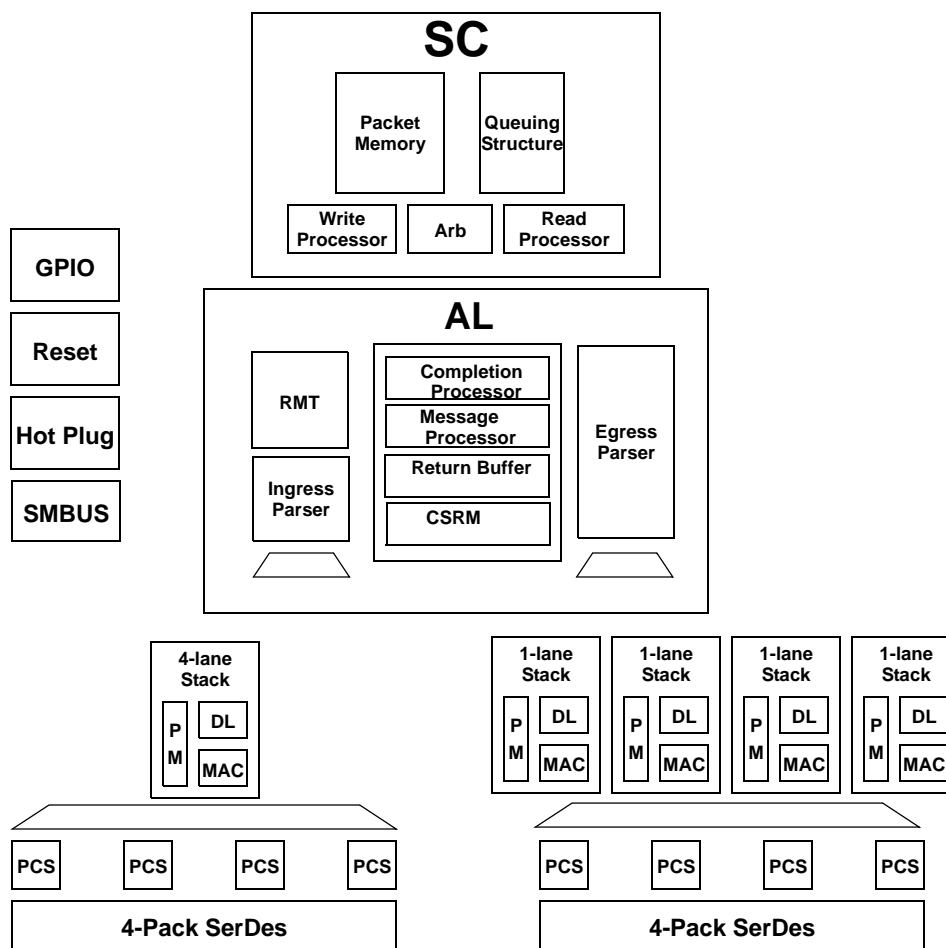 SC
Packet
Memory
Queuing
Structure
Write
Processor
Arb
Read
Processor
GPIO
Reset
Hot Plug
SMBUS
AL
RMT
Ingress
Parser
Completion
Processor
Message
Processor
Return Buffer
CSRM
Egress
Parser
4-lane
Stack
P
M
DL
MAC
1-lane
Stack
P
M
DL
MAC
1-lane
Stack
P
M
DL
MAC
1-lane
Stack
P
M
DL
MAC
1-lane
Stack
P
M
DL
MAC
PCS
PCS
PCS
PCS
PCS
PCS
PCS
PCS
4-Pack SerDes
4-Pack SerDes